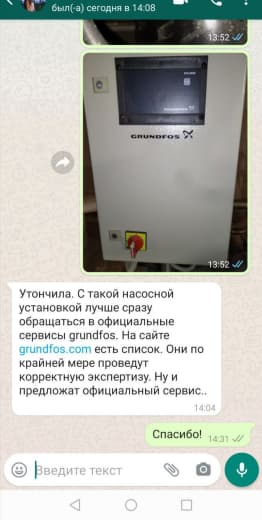 был(-а) сегодня в 14:08
13:52
GRUNDFOS
13:52
Уточнила. С такой насосной
установкой лучше сразу
обращаться в официальные
сервисы grundfos. На сайте
grundfos.com есть список. Они по
крайней мере проведут
корректную экспертизу. Ну и
предложат официальный сервис..
14:04
Спасибо! 14:31
Введите текст